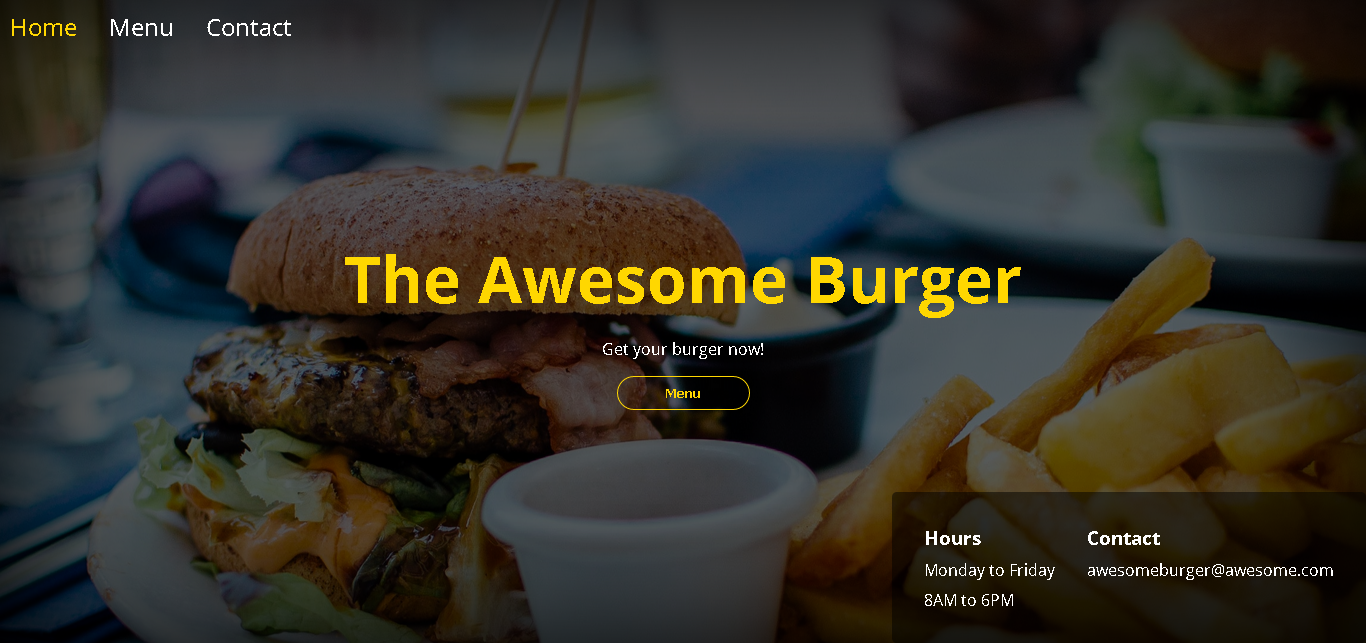 Home Menu Contact
The Awesome Burger
Get your burger now!
Menu
Hours
Monday to Friday
8AM to 6PM
Contact
awesomeburger@awesome.com